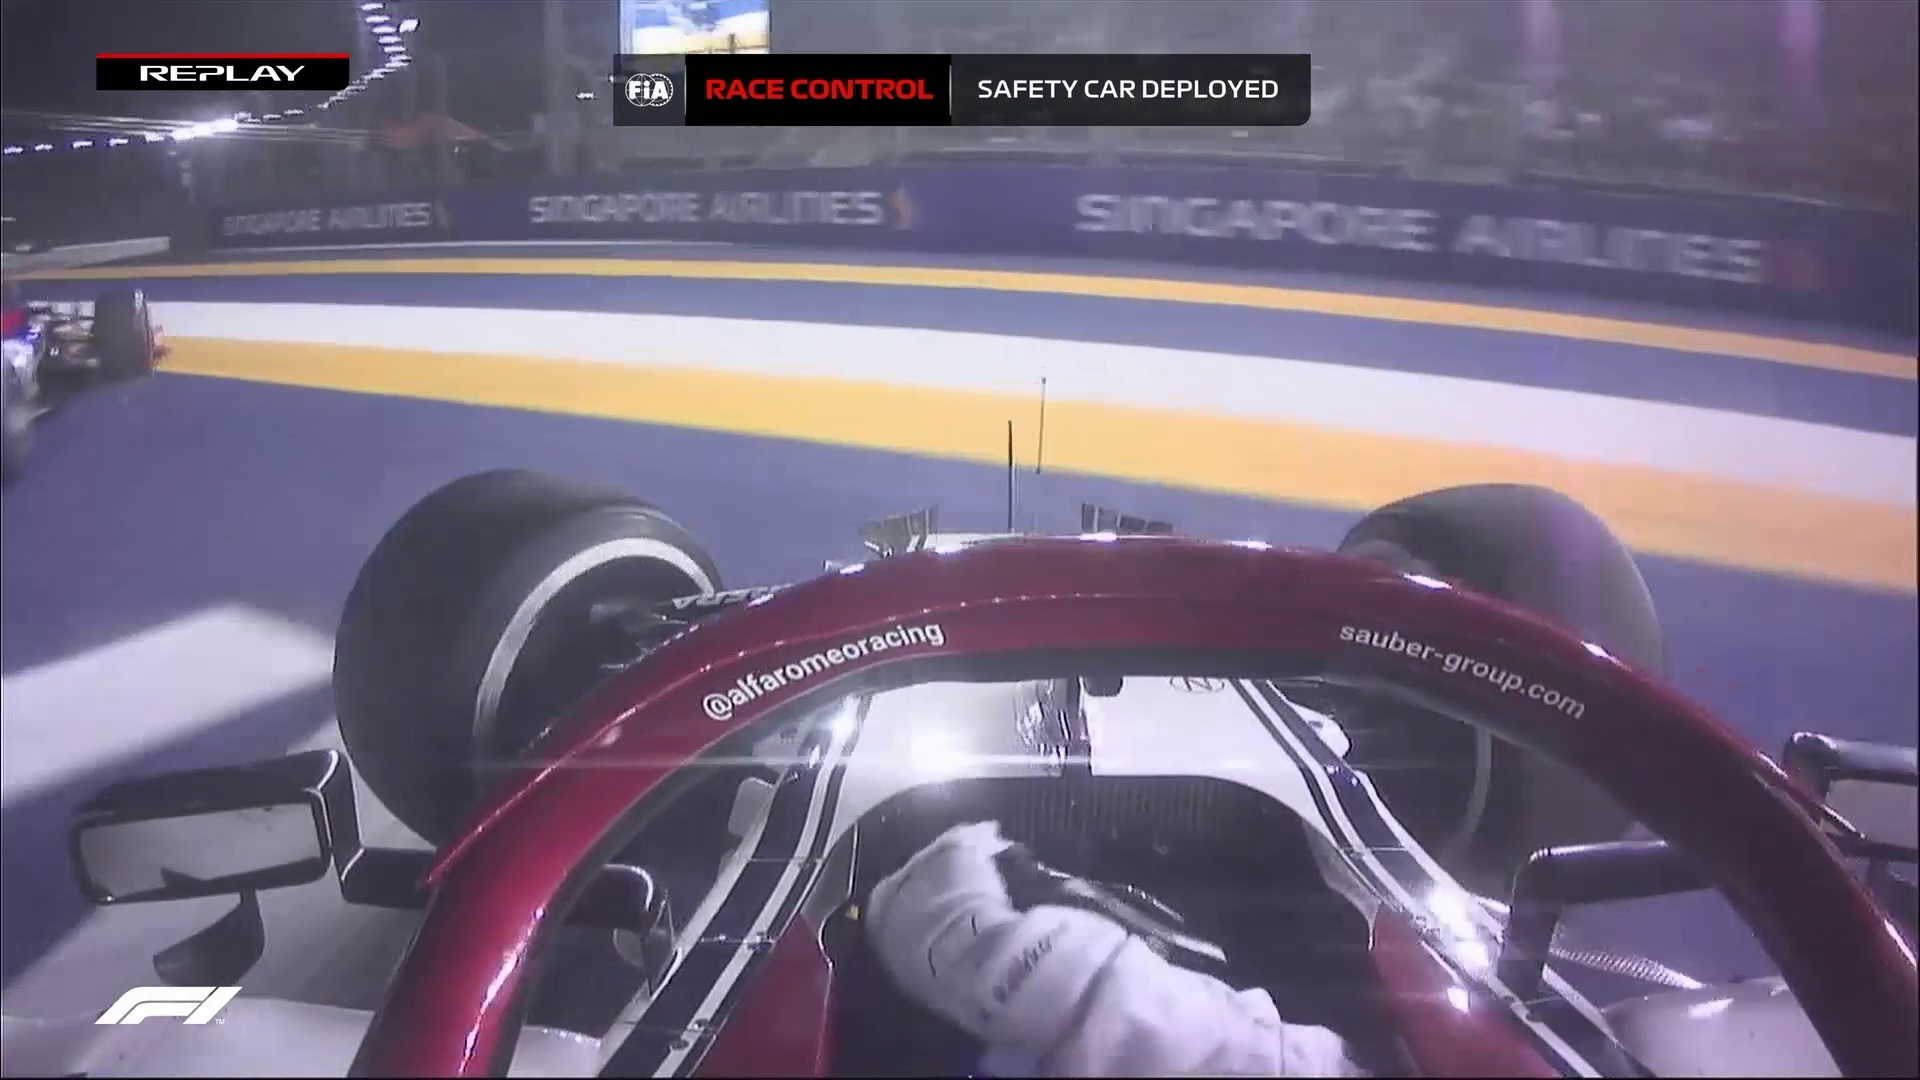 REPLAY
FIA
RACE CONTROL
SAFETY CAR DEPLOYED
SINGAPORE AIRLINES
SINGAPORE AIRLINES
SINGAPORE AIRLINES
@alfaromeoracing
sauber-group.com
F1